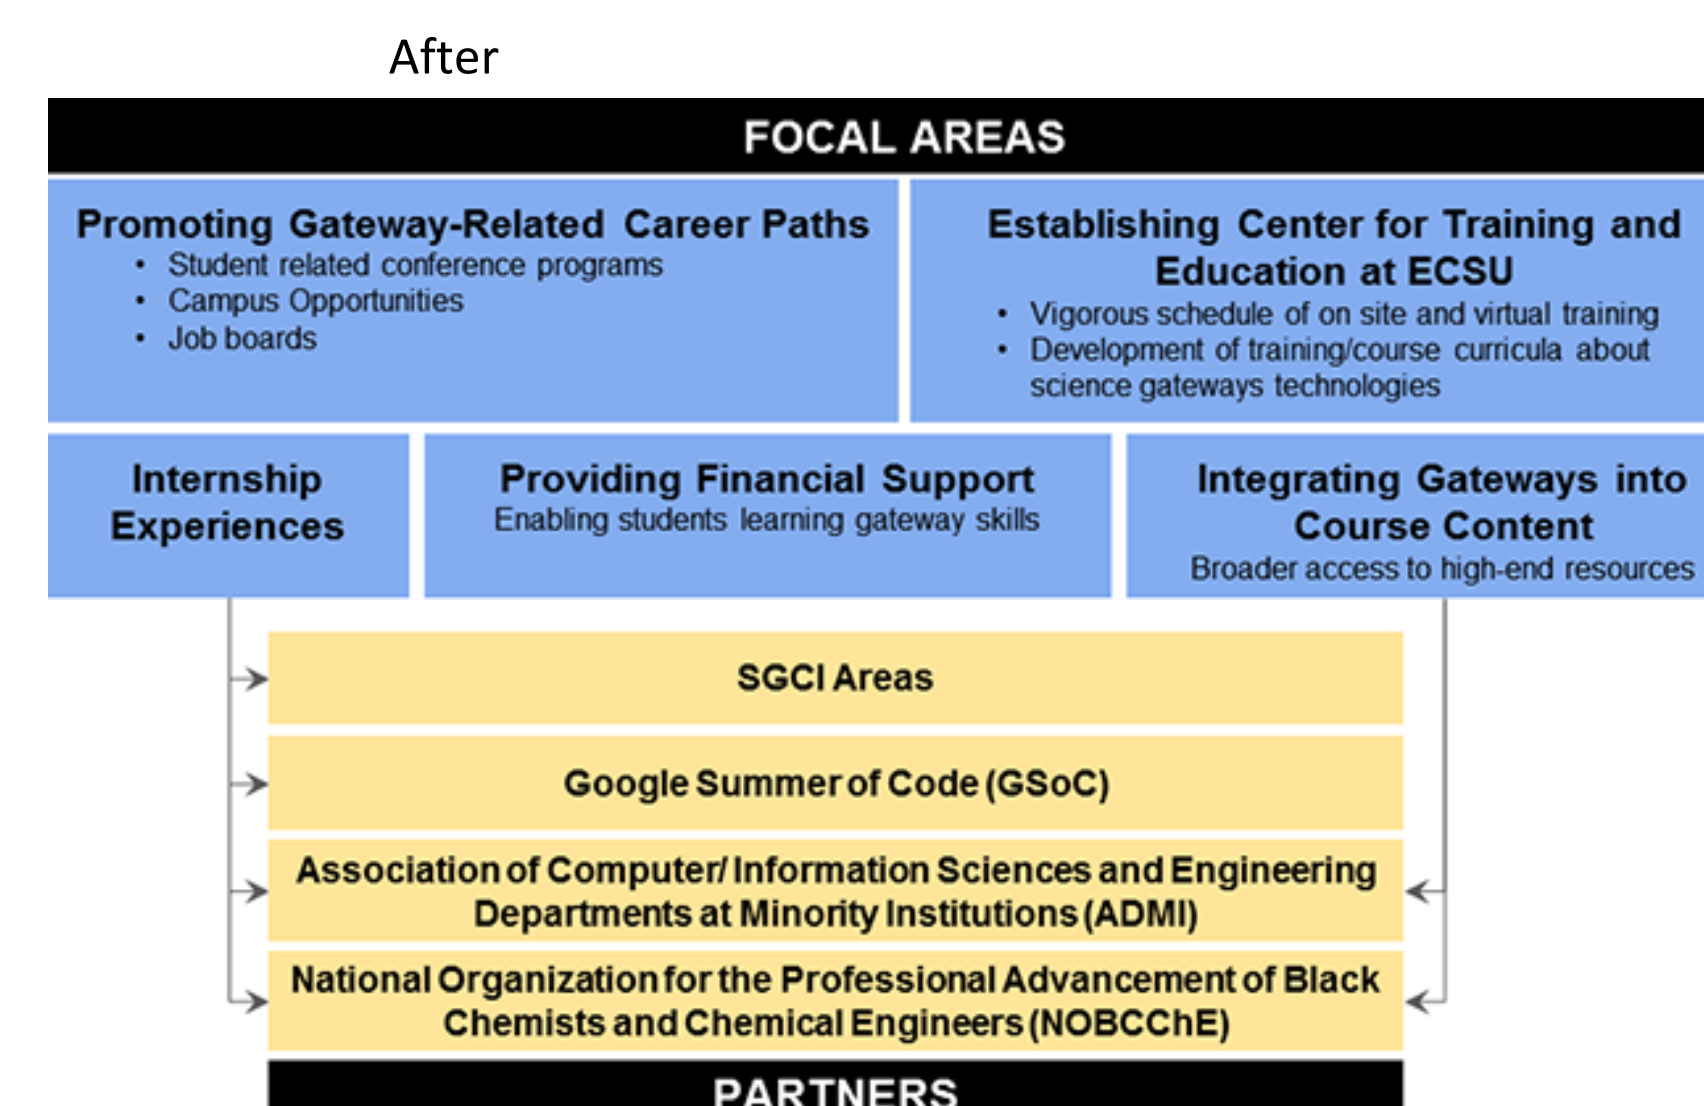 After
FOCAL AREAS
Promoting Gateway-Related Career Paths
• Student related conference programs
• Campus Opportunities
• Job boards
Establishing Center for Training and
Education at ECSU
• Vigorous schedule of on site and virtual training
• Development of training/course curricula about
science gateways technologies
Internship
Experiences
Providing Financial Support
Enabling students learning gateway skills
Integrating Gateways into
Course Content
Broader access to high-end resources
SGCI Areas
Google Summer of Code (GSoC)
Association of Computer/ Information Sciences and Engineering
Departments at Minority Institutions (ADMI)
National Organization for the Professional Advancement of Black
Chemists and Chemical Engineers (NOBCChE)
PARTNERS